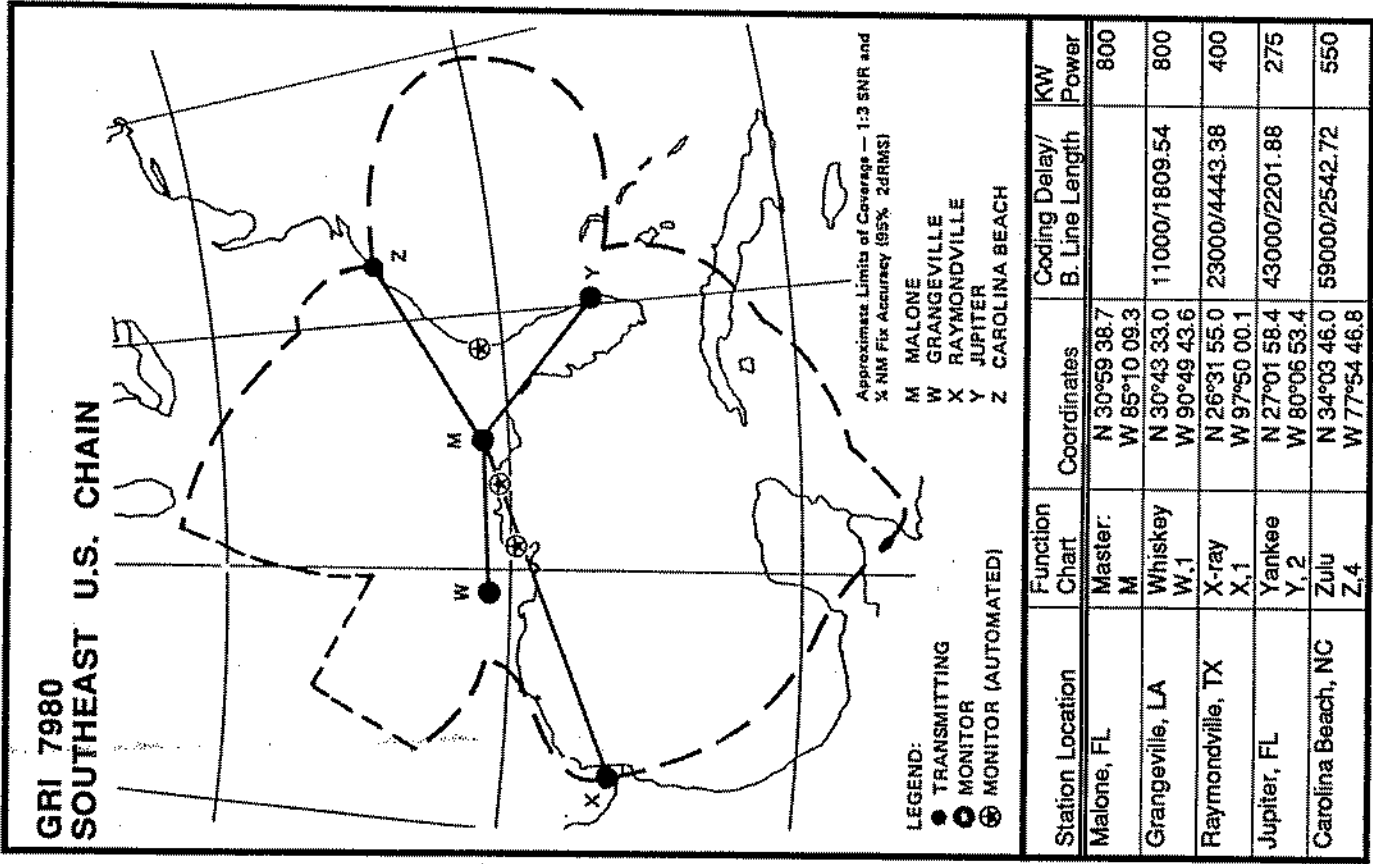 GRI 7980
SOUTHEAST U.S. CHAIN
Z
M
W
Y
X
Approximate Limits of Coverage — 1:3 SNR and
¼ NM Fix Accuracy (95% 2dRMS)
M MALONE
W GRANGEVILLE
X RAYMONDVILLE
Y JUPITER
Z CAROLINA BEACH
LEGEND:
TRANSMITTING
MONITOR
MONITOR (AUTOMATED)
Station Location Function Chart Coordinates Coding Delay/ B. Line Length KW Power
Malone, FL Master: M N 30°59 38.7 W 85°10 09.3 800
Grangeville, LA Whiskey W,1 N 30°43 33.0 W 90°49 43.6 11000/1809.54 800
Raymondville, TX X-ray X,1 N 26°31 55.0 W 97°50 00.1 23000/4443.38 400
Jupiter, FL Yankee Y, 2 N 27°01 58.4 W 80°06 53.4 43000/2201.88 275
Carolina Beach, NC Zulu Z,4 N 34°03 46.0 W 77°54 46.8 59000/2542.72 550